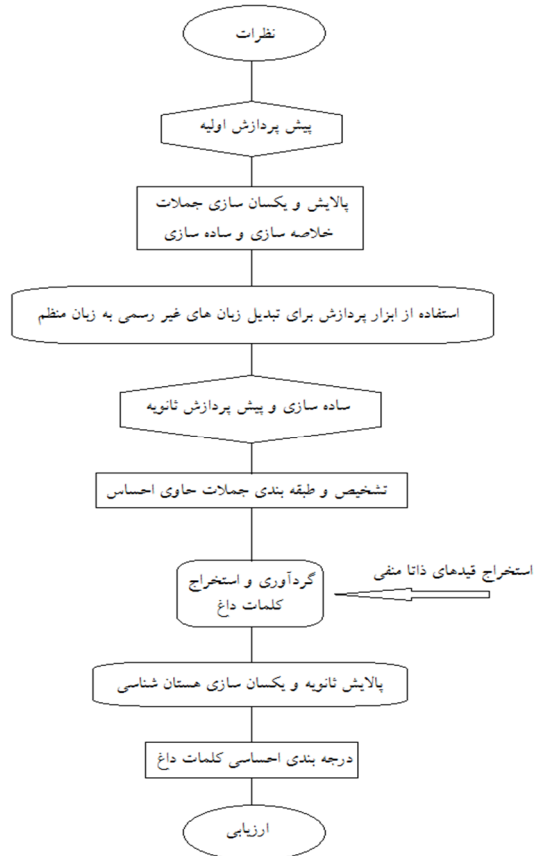 نظرات
پیش پردازش اولیه
پالایش و یکسان سازی جملات
خلاصه سازی و ساده سازی
استفاده از ابزار پردازش برای تبدیل زبان های غیر رسمی به زبان منظم
ساده سازی و پیش پردازش ثانویه
تشخیص و طبقه بندی جملات حاوی احساس
استخراج قیدهای ذاتا منفی
گردآوری و استخراج
کلمات داغ
پالایش ثانویه و یکسان سازی هستان شناسی
درجه بندی احساسی کلمات داغ
ارزیابی